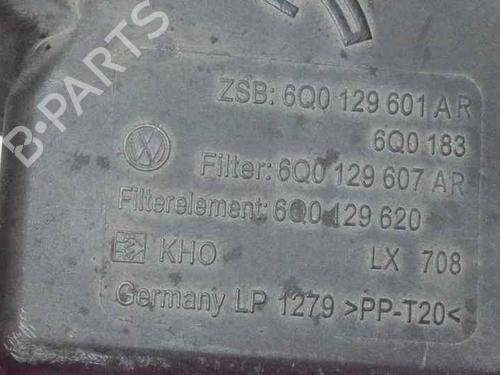 ZSB: 6Q0 129 601 AR
6Q0 183
Filter: 6Q0 129 607 AR
Filterelement: 6Q0 129 620
KHO LX 708
Germany LP 1279 >PP-T20<